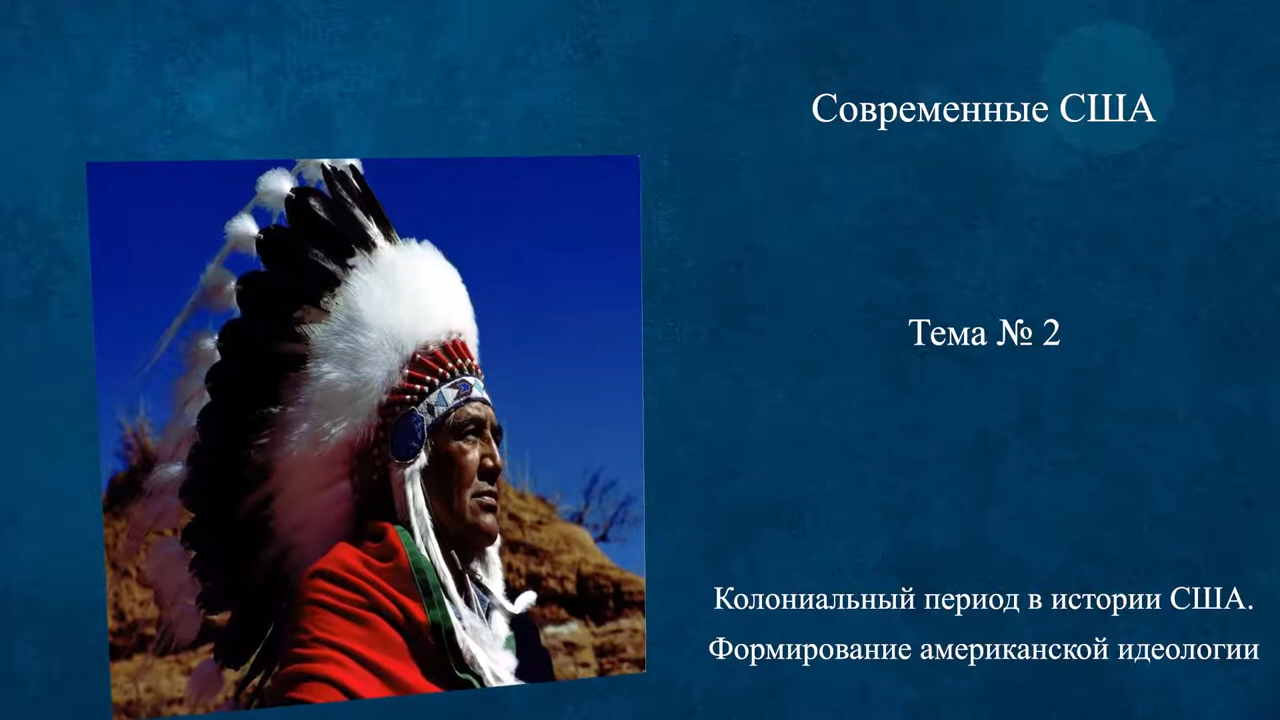 Современные США
Тема № 2
Колониальный период в истории США.
Формирование американской идеологии